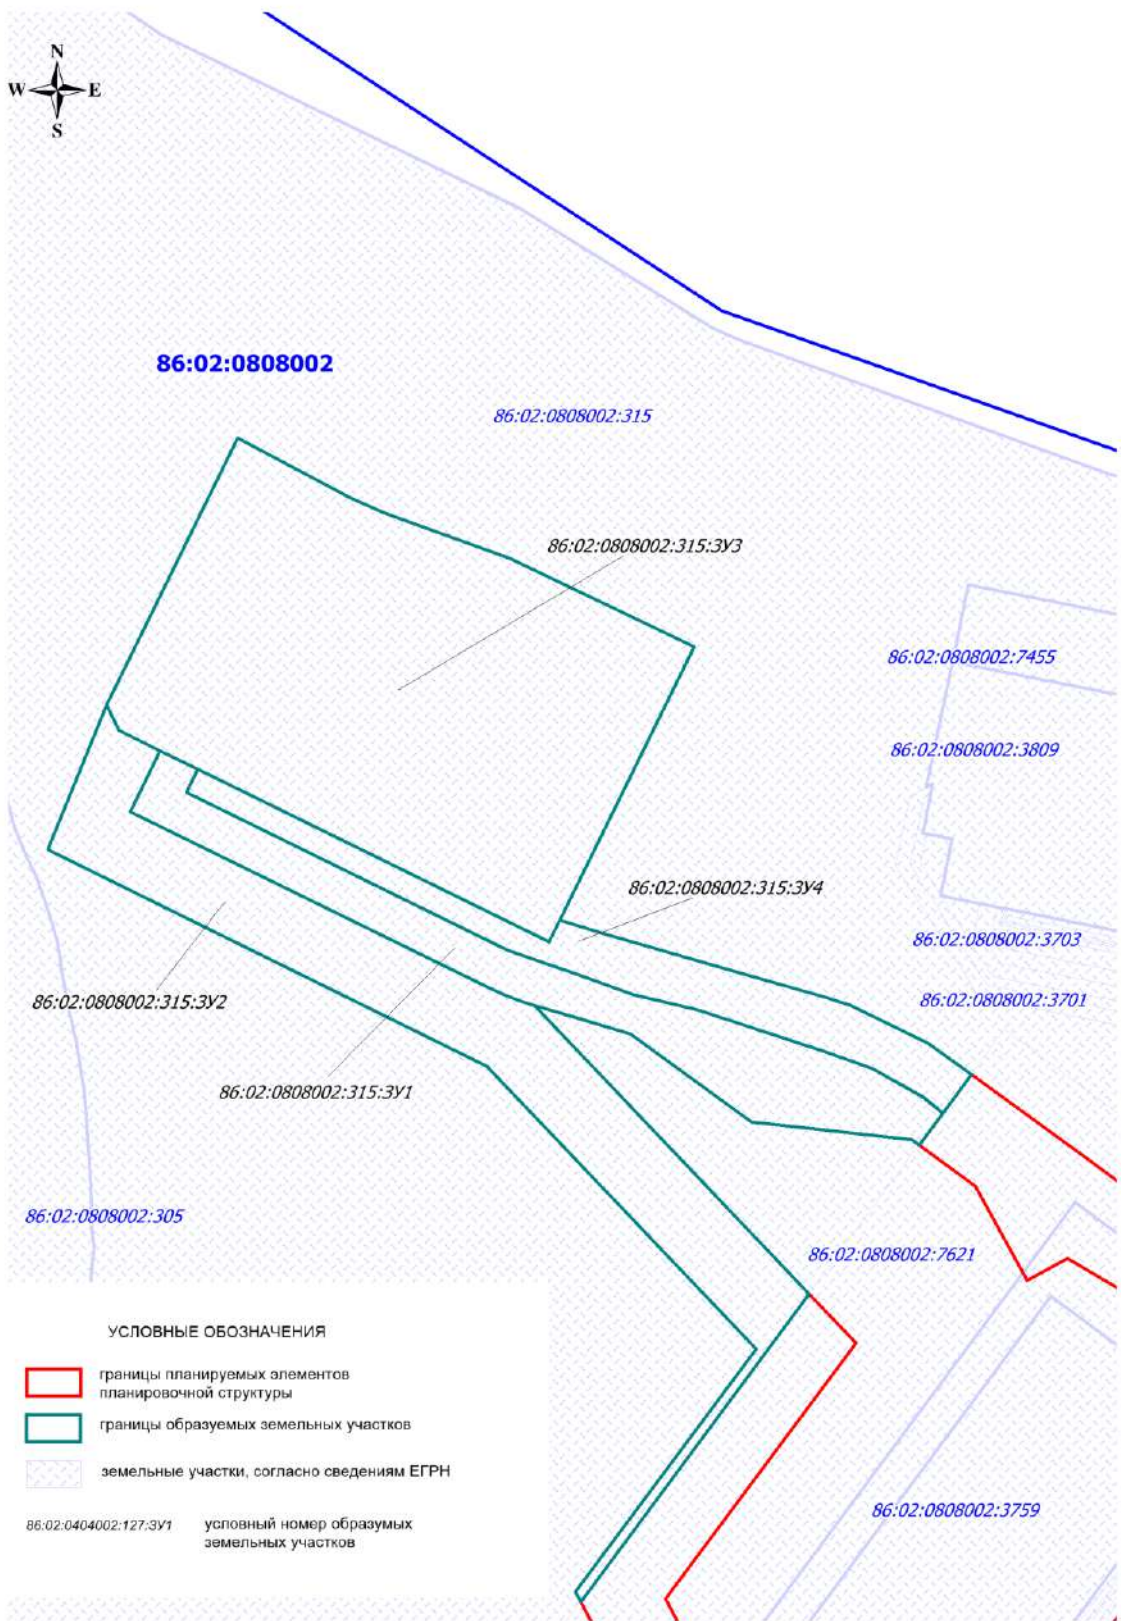 N
W E
S
86:02:0808002
86:02:0808002:315
86:02:0808002:315:ЗУ3
86:02:0808002:7455
86:02:0808002:3809
86:02:0808002:315:ЗУ4
86:02:0808002:3703
86:02:0808002:315:ЗУ2
86:02:0808002:3701
86:02:0808002:315:ЗУ1
86:02:0808002:305
86:02:0808002:7621
УСЛОВНЫЕ ОБОЗНАЧЕНИЯ
границы планируемых элементов
планировочной структуры
границы образуемых земельных участков
земельные участки, согласно сведениям ЕГРН
86:02:0404002:127:ЗУ1 условный номер образумых
земельных участков
86:02:0808002:3759